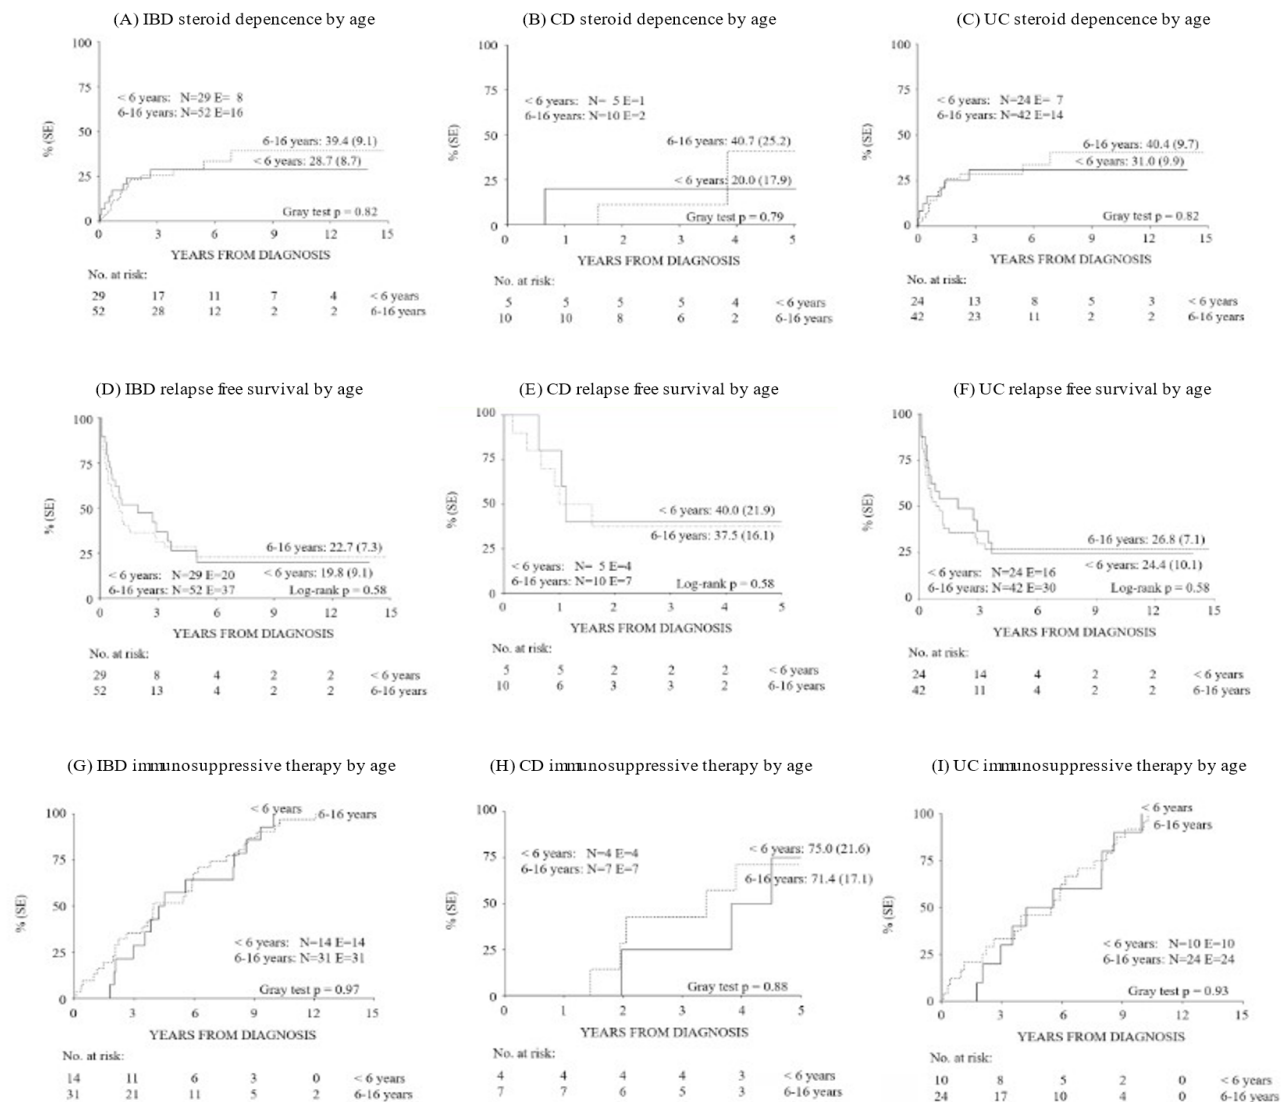 (A) IBD steroid depencence by age
100
75
50
25
0
% (SE)
< 6 years: N=29 E= 8
6-16 years: N=52 E=16
6-16 years: 39.4 (9.1)
< 6 years: 28.7 (8.7)
Gray test p = 0.82
0 3 6 9 12 15
YEARS FROM DIAGNOSIS
No. at risk:
29 17 11 7 4 < 6 years
52 28 12 2 2 6-16 years
(B) CD steroid depencence by age
100
75
50
25
0
% (SE)
< 6 years: N= 5 E=1
6-16 years: N=10 E=2
6-16 years: 40.7 (25.2)
< 6 years: 20.0 (17.9)
Gray test p = 0.79
0 1 2 3 4 5
YEARS FROM DIAGNOSIS
No. at risk:
5 5 5 5 4 < 6 years
10 10 8 6 2 6-16 years
(C) UC steroid depencence by age
100
75
50
25
0
% (SE)
< 6 years: N=24 E= 7
6-16 years: N=42 E=14
6-16 years: 40.4 (9.7)
< 6 years: 31.0 (9.9)
Gray test p = 0.82
0 3 6 9 12 15
YEARS FROM DIAGNOSIS
No. at risk:
24 13 8 5 3 < 6 years
42 23 11 2 2 6-16 years
(D) IBD relapse free survival by age
100
75
50
25
0
% (SE)
6-16 years: 22.7 (7.3)
< 6 years: N=29 E=20 < 6 years: 19.8 (9.1)
6-16 years: N=52 E=37 Log-rank p = 0.58
0 3 6 9 12 15
YEARS FROM DIAGNOSIS
No. at risk:
29 8 4 2 2 < 6 years
52 13 4 2 2 6-16 years
(E) CD relapse free survival by age
100
75
50
25
0
% (SE)
< 6 years: 40.0 (21.9)
6-16 years: 37.5 (16.1)
< 6 years: N= 5 E=4
6-16 years: N=10 E=7 Log-rank p = 0.58
0 1 2 3 4 5
YEARS FROM DIAGNOSIS
No. at risk:
5 5 2 2 2 < 6 years
10 6 3 3 2 6-16 years
(F) UC relapse free survival by age
100
75
50
25
0
% (SE)
6-16 years: 26.8 (7.1)
< 6 years: 24.4 (10.1)
< 6 years: N=24 E=16
6-16 years: N=42 E=30 Log-rank p = 0.58
0 3 6 9 12 15
YEARS FROM DIAGNOSIS
No. at risk:
24 14 4 2 2 < 6 years
42 11 4 2 2 6-16 years
(G) IBD immunosuppressive therapy by age
100
75
50
25
0
% (SE)
< 6 years
6-16 years
< 6 years: N=14 E=14
6-16 years: N=31 E=31
Gray test p = 0.97
0 3 6 9 12 15
YEARS FROM DIAGNOSIS
No. at risk:
14 11 6 3 0 < 6 years
31 21 11 5 2 6-16 years
(H) CD immunosuppressive therapy by age
100
75
50
25
0
% (SE)
< 6 years: N=4 E=4
6-16 years: N=7 E=7
< 6 years: 75.0 (21.6)
6-16 years: 71.4 (17.1)
Gray test p = 0.88
0 1 2 3 4 5
YEARS FROM DIAGNOSIS
No. at risk:
4 4 4 4 3 < 6 years
7 7 6 5 3 6-16 years
(I) UC immunosuppressive therapy by age
100
75
50
25
0
% (SE)
< 6 years
6-16 years
< 6 years: N=10 E=10
6-16 years: N=24 E=24
Gray test p = 0.93
0 3 6 9 12 15
YEARS FROM DIAGNOSIS
No. at risk:
10 8 5 2 0 < 6 years
24 17 10 4 0 6-16 years